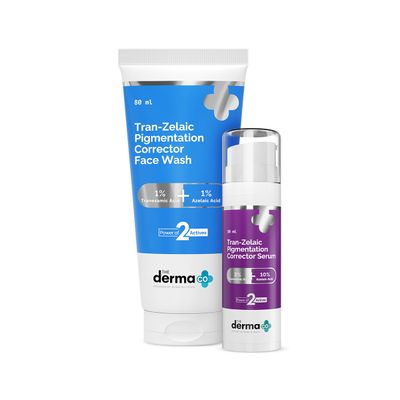 80 ml
Tran-Zelaic
Pigmentation
Corrector
Face Wash
1% + 1%
Tranexamic Acid Azelaic Acid
Power of 2 Actives
THE
derma co
30 ml
Tran-Zelaic
Pigmentation
Corrector Serum
3% + 10%
Azelaic Acid
Power of 2 Actives
THE
derma co